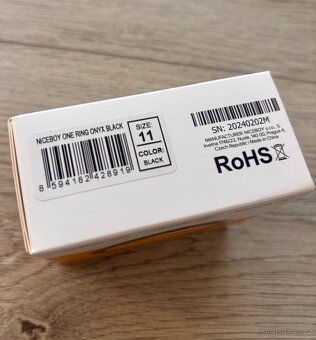 NICEBOY ONE RING ONYX BLACK
8 594182 428919
SIZE:
11
COLOR:
BLACK
SN: 20240202M
MANUFACTURER: NICEBOY s.r.o., 5.
května 1746/22, Nusle, 140 00, Prague 4,
Czech Republic / Made in China
RoHS